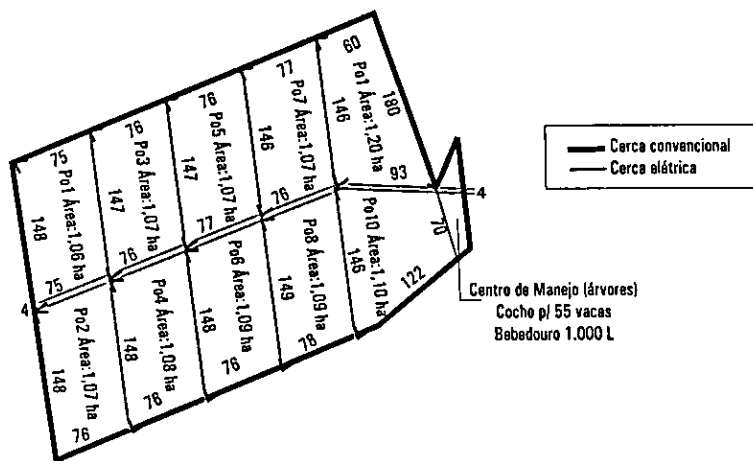 60
77
76
76
75
Po1 Área:1,06 ha
Po3 Área:1,07 ha
Po5 Área:1,07 ha
Po7 Área:1,07 ha
Po1 Área:1,20 ha
148
147
147
146
146
180
93
4
76
77
76
75
4
70
Po2 Área:1,07 ha
Po4 Área:1,08 ha
Po6 Área:1,09 ha
Po8 Área:1,09 ha
Po10 Área:1,10 ha
148
148
148
149
146
122
78
76
76
76
Cerca convencional
Cerca elátrica
Centro de Manejo (árvores)
Cocho p/ 55 vacas
Bebedouro 1.000 L